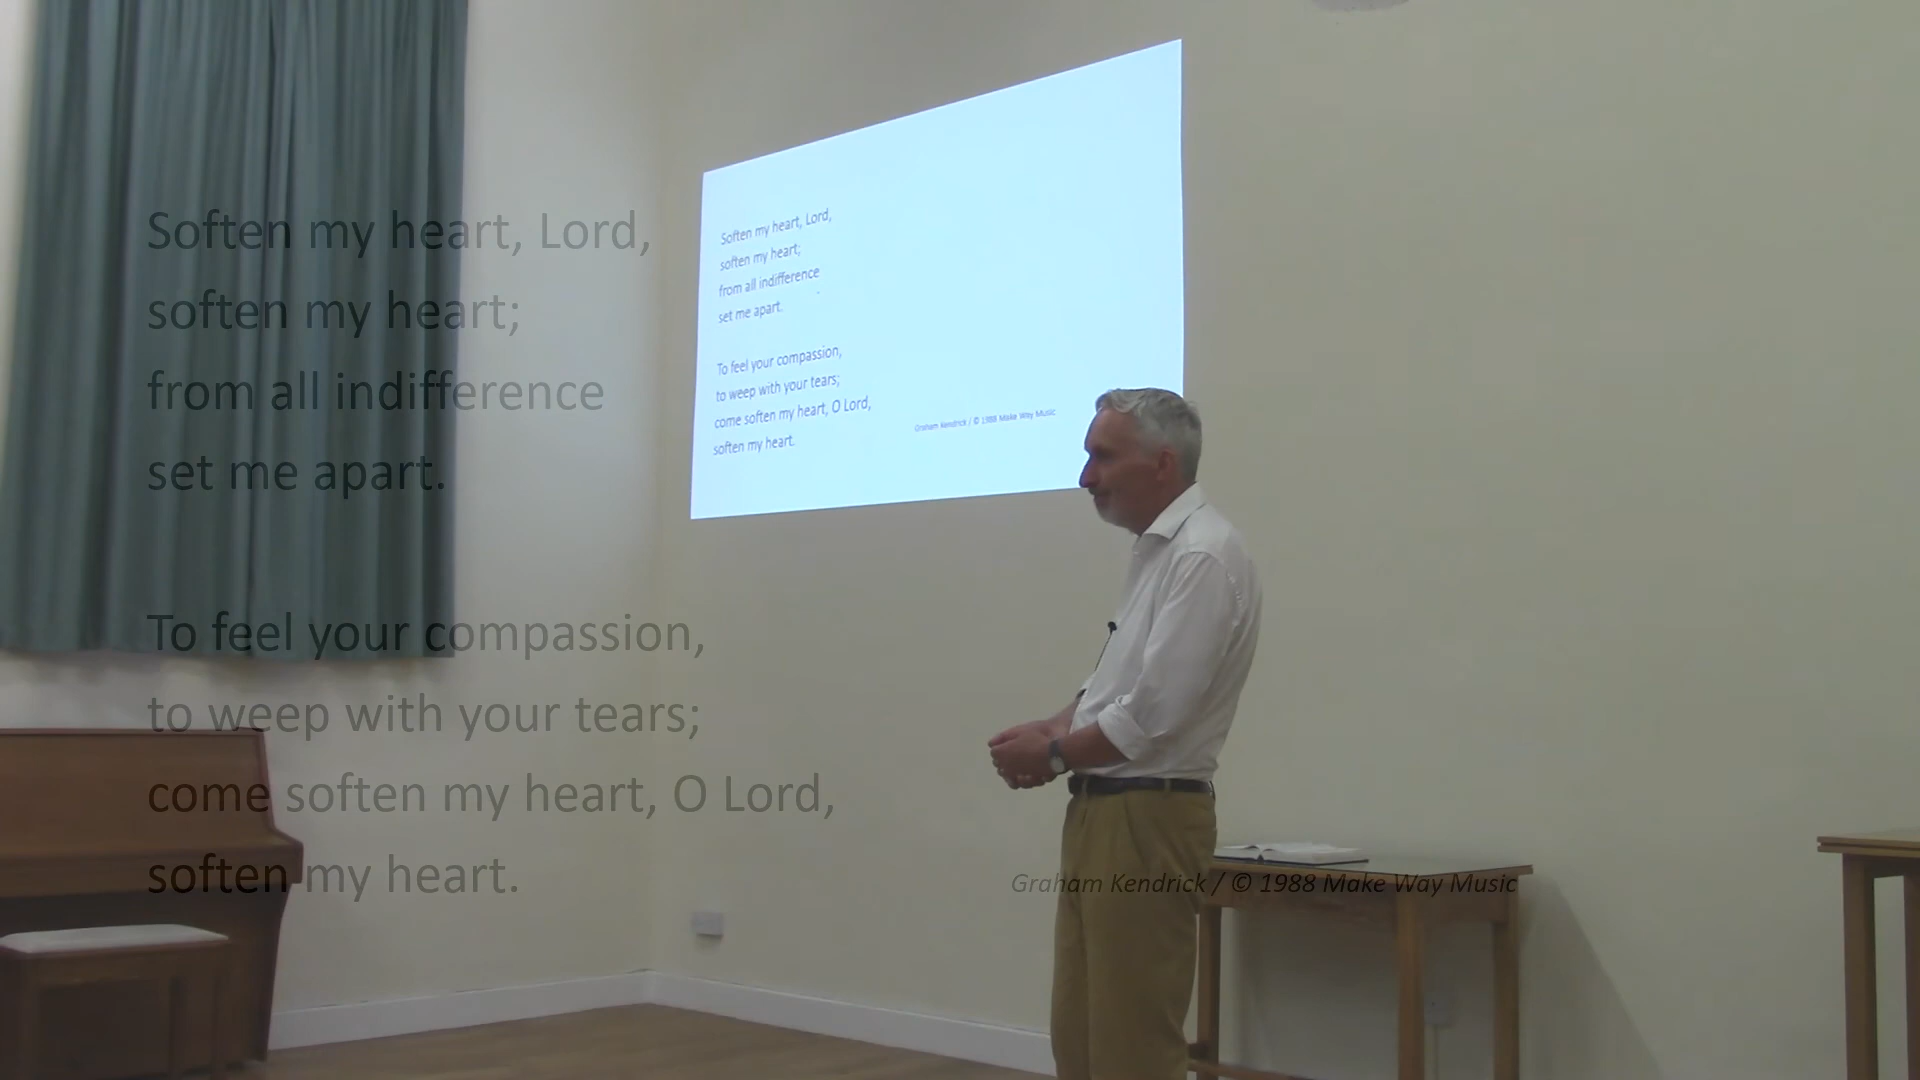 Soften my heart, Lord,
soften my heart;
from all indifference
set me apart.
To feel your compassion,
to weep with your tears;
come soften my heart, O Lord,
soften my heart.
Graham Kendrick / © 1988 Make Way Music
Soften my heart, Lord,
soften my heart;
from all indifference
set me apart.
To feel your compassion,
to weep with your tears;
come soften my heart, O Lord,
soften my heart.
Graham Kendrick / © 1988 Make Way Music